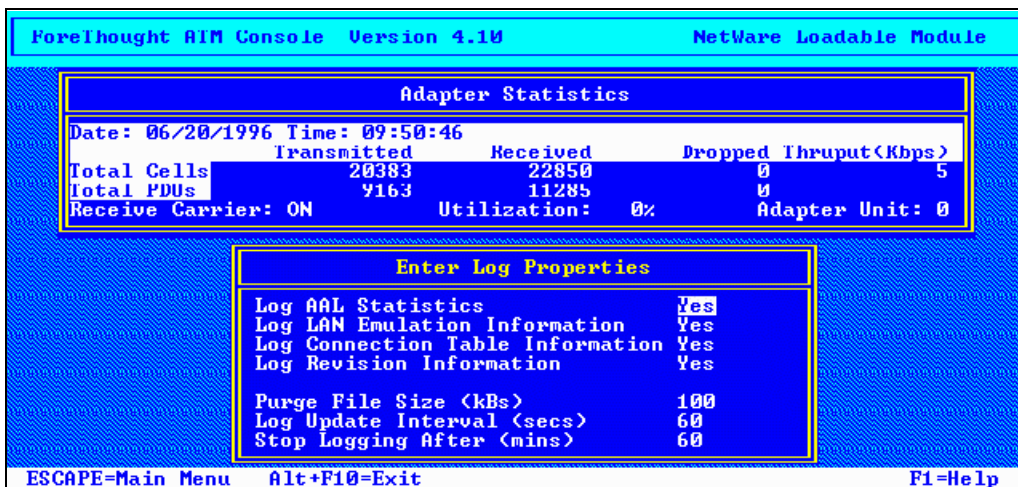 ForeThought ATM Console Version 4.10 NetWare Loadable Module
Adapter Statistics
Date: 06/20/1996 Time: 09:50:46
Transmitted Received Dropped Thruput(Kbps)
Total Cells 20383 22850 0 5
Total PDUs 9163 11285 0
Receive Carrier: ON Utilization: 0% Adapter Unit: 0
Enter Log Properties
Log AAL Statistics Yes
Log LAN Emulation Information Yes
Log Connection Table Information Yes
Log Revision Information Yes
Purge File Size (kBs) 100
Log Update Interval (secs) 60
Stop Logging After (mins) 60
ESCAPE=Main Menu Alt+F10=Exit F1=Help